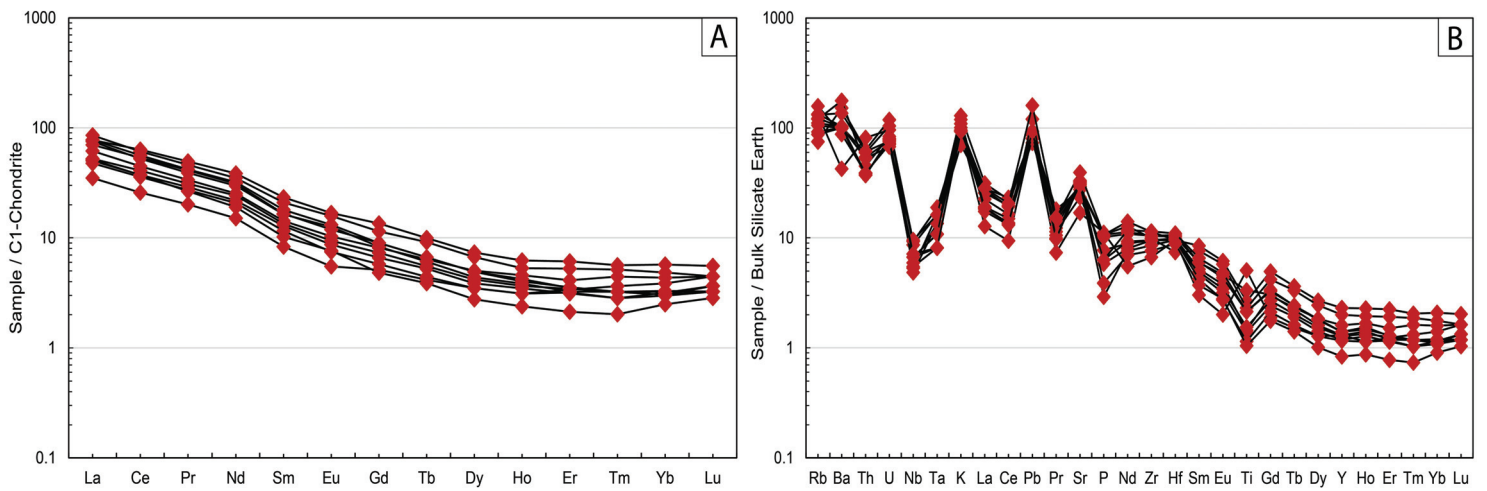 A
Sample / C1-Chondrite
1000
100
10
1
0.1
La Ce Pr Nd Sm Eu Gd Tb Dy Ho Er Tm Yb Lu
B
Sample / Bulk Silicate Earth
1000
100
10
1
0.1
Rb Ba Th U Nb Ta K La Ce Pb Pr Sr P Nd Zr Hf Sm Eu Ti Gd Tb Dy Y Ho Er Tm Yb Lu